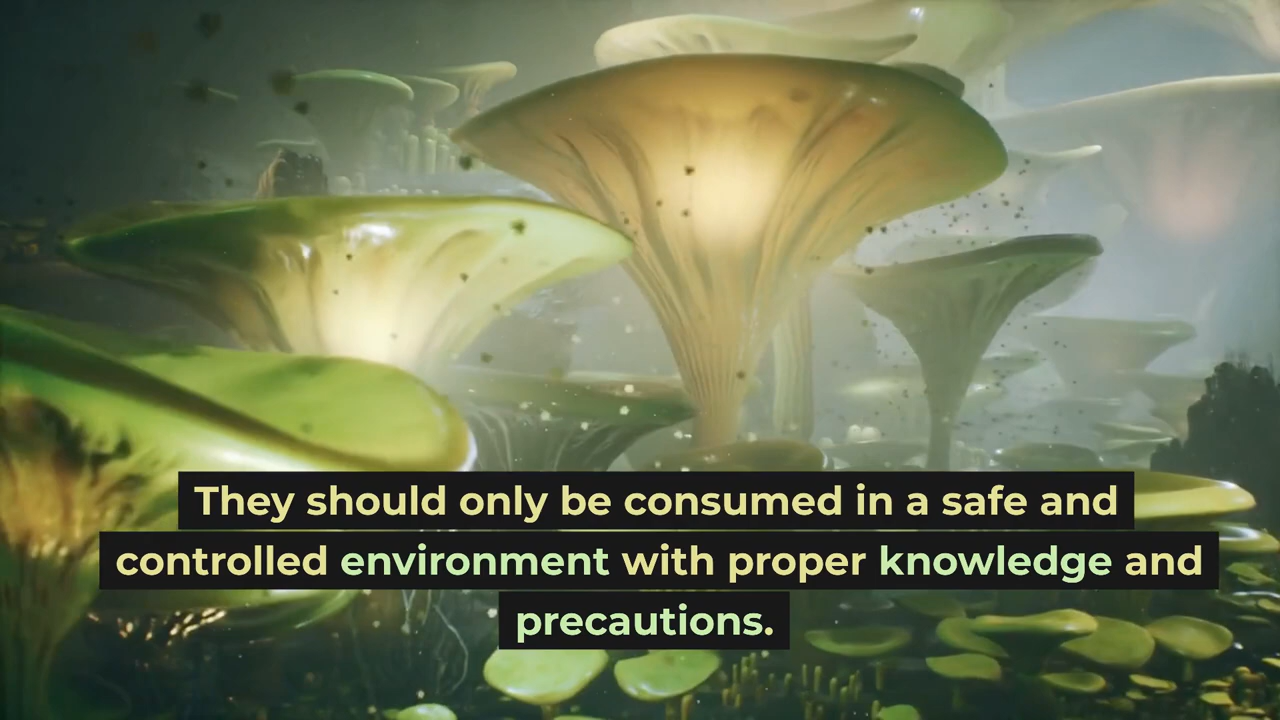 They should only be consumed in a safe and
controlled environment with proper knowledge and
precautions.